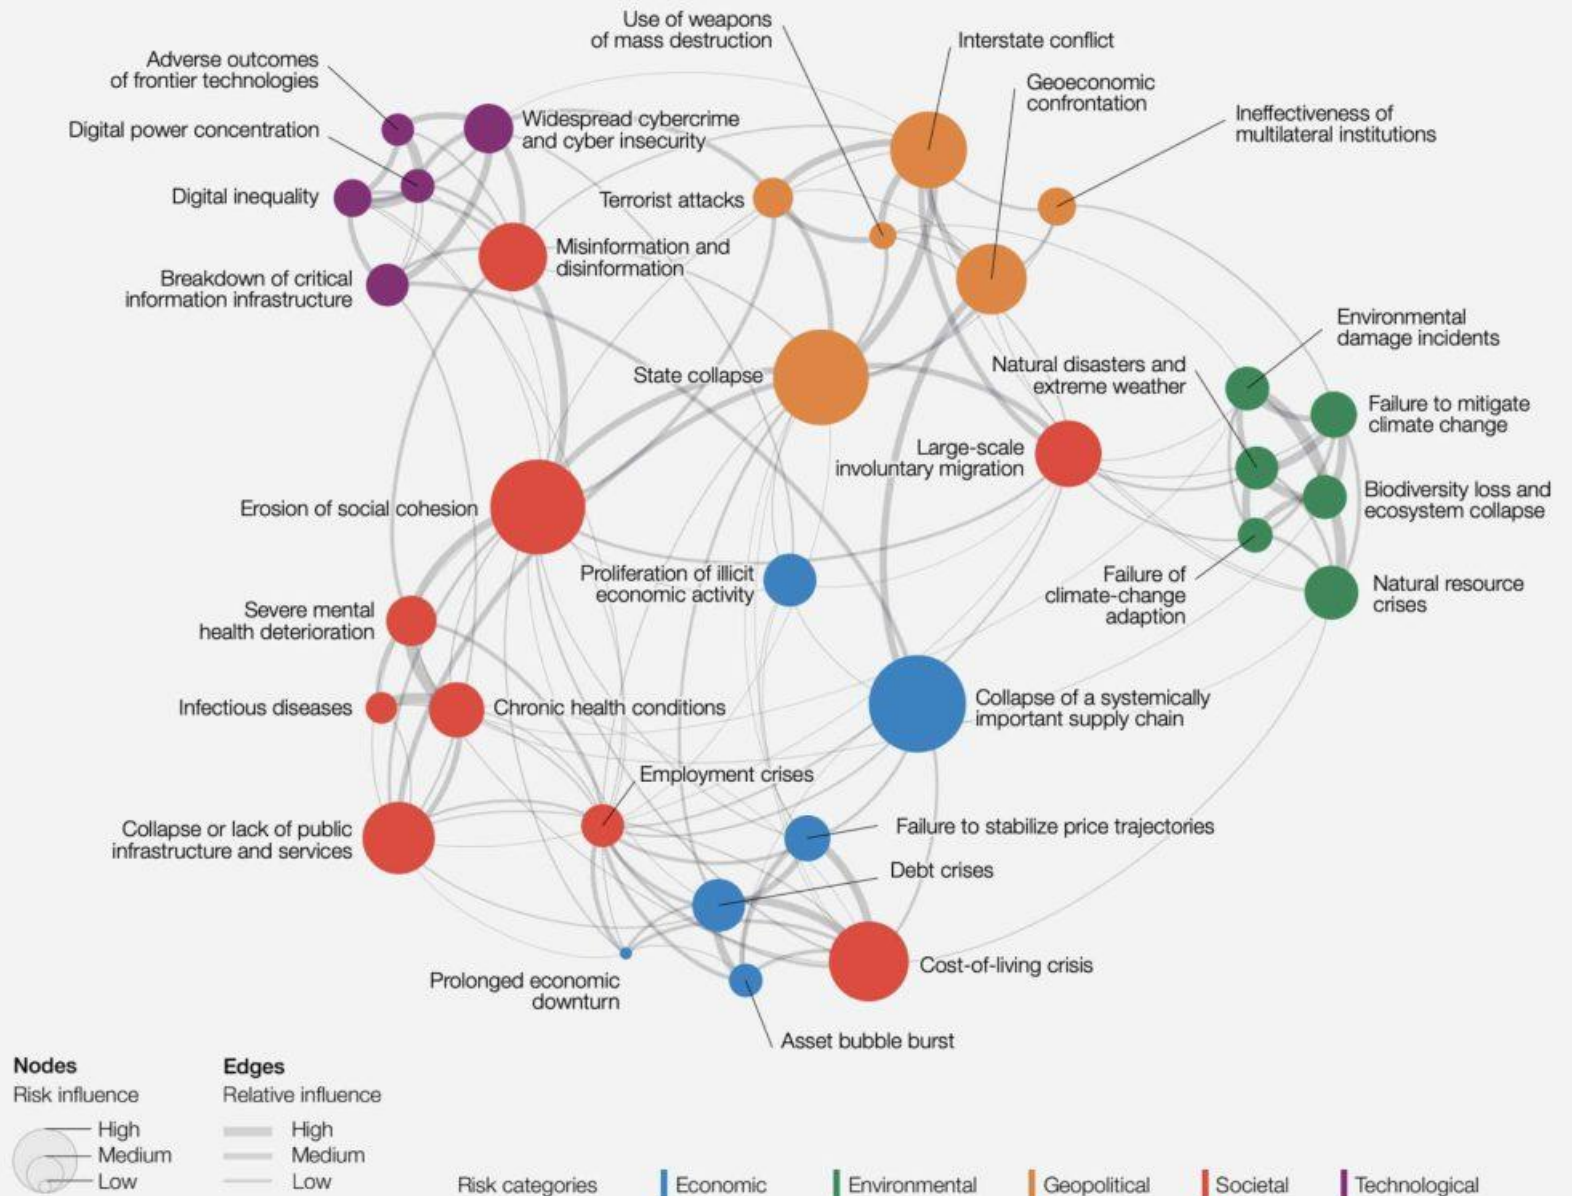 Use of weapons
of mass destruction
Interstate conflict
Adverse outcomes
of frontier technologies
Geoeconomic
confrontation
Ineffectiveness of
multilateral institutions
Digital power concentration
Widespread cybercrime
and cyber insecurity
Digital inequality
Terrorist attacks
Misinformation and
disinformation
Breakdown of critical
information infrastructure
Environmental
damage incidents
State collapse
Natural disasters and
extreme weather
Failure to mitigate
climate change
Large-scale
involuntary migration
Biodiversity loss and
ecosystem collapse
Erosion of social cohesion
Proliferation of illicit
economic activity
Failure of
climate-change
adaption
Natural resource
crises
Severe mental
health deterioration
Infectious diseases
Chronic health conditions
Collapse of a systemically
important supply chain
Employment crises
Collapse or lack of public
infrastructure and services
Failure to stabilize price trajectories
Debt crises
Prolonged economic
downturn
Cost-of-living crisis
Asset bubble burst
Nodes
Risk influence
High
Medium
Low
Edges
Relative influence
High
Medium
Low
Risk categories
Economic
Environmental
Geopolitical
Societal
Technological